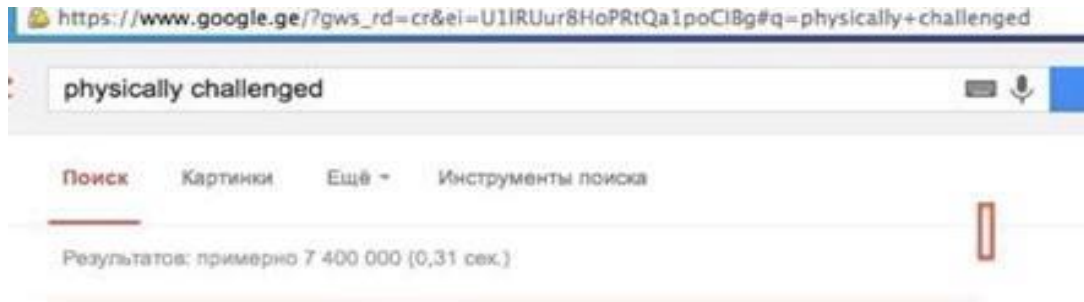 https://www.google.ge/?gws_rd=cr&ei=U1lRUur8HoPRtQa1poCIBg#q=physically+challenged
physically challenged
Поиск Картинки Ещё Инструменты поиска
Результатов: примерно 7 400 000 (0,31 сек.)